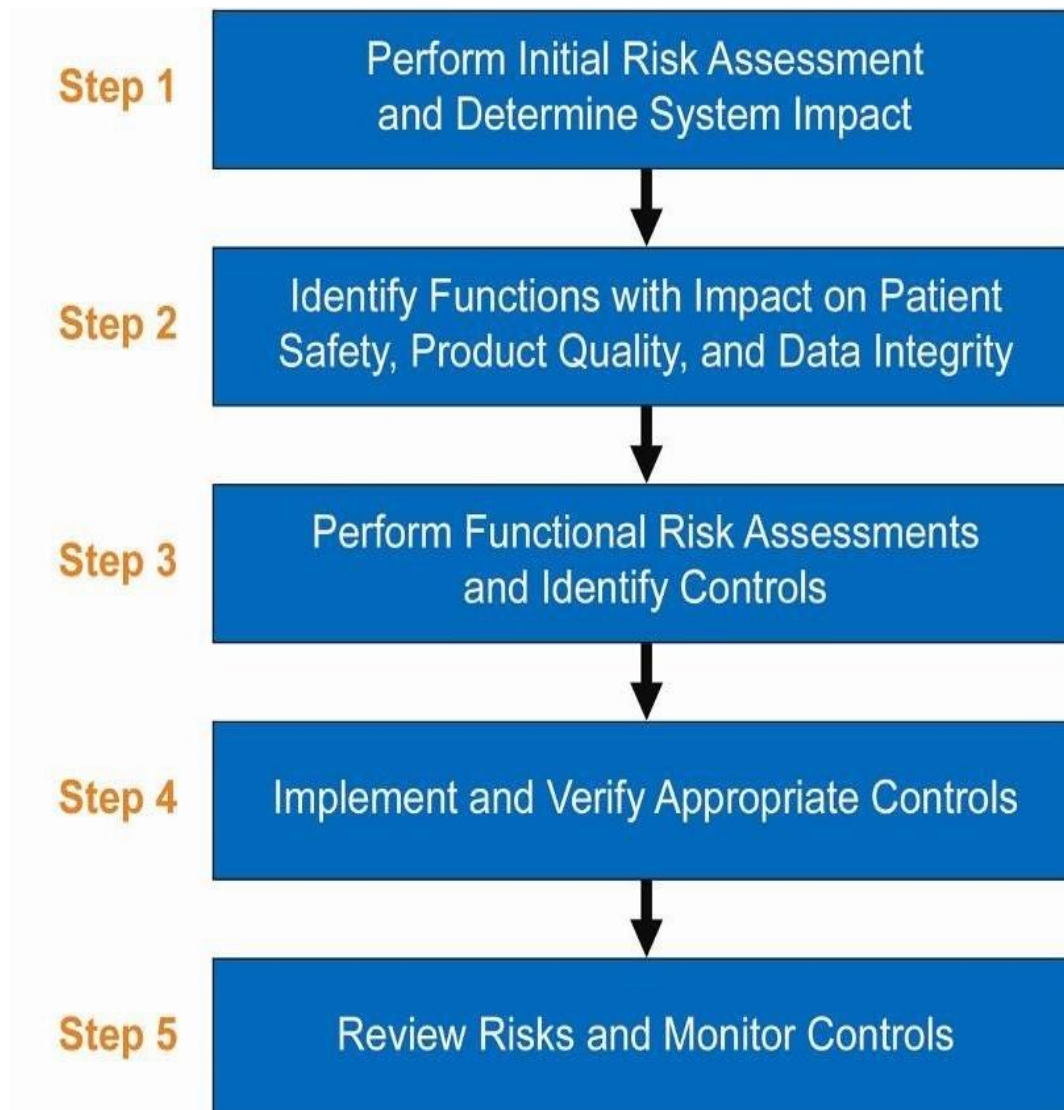 Step 1
Perform Initial Risk Assessment
and Determine System Impact
Step 2
Identify Functions with Impact on Patient
Safety, Product Quality, and Data Integrity
Step 3
Perform Functional Risk Assessments
and Identify Controls
Step 4
Implement and Verify Appropriate Controls
Step 5
Review Risks and Monitor Controls